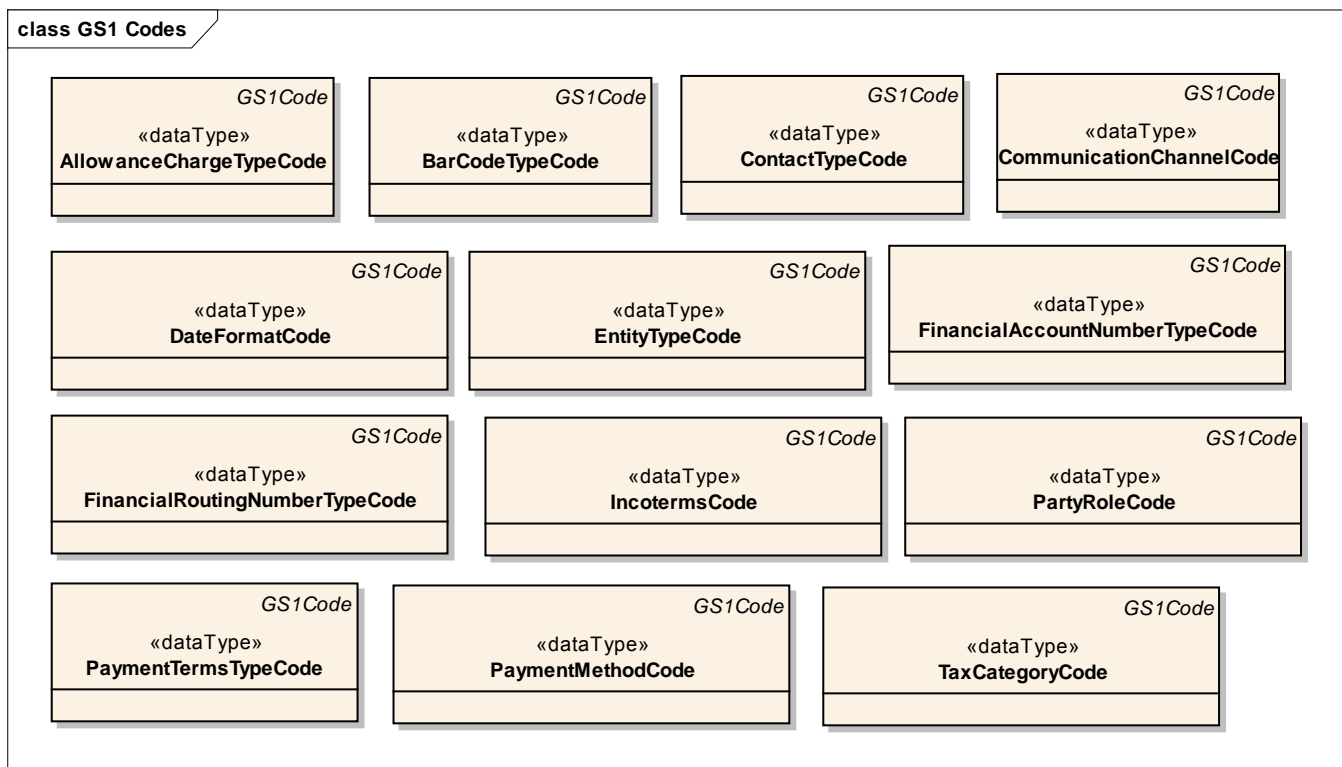 class GS1 Codes
GS1Code
«dataType»
AllowanceChargeTypeCode
GS1Code
«dataType»
BarCodeTypeCode
GS1Code
«dataType»
ContactTypeCode
GS1Code
«dataType»
CommunicationChannelCode
GS1Code
«dataType»
DateFormatCode
GS1Code
«dataType»
EntityTypeCode
GS1Code
«dataType»
FinancialAccountNumberTypeCode
GS1Code
«dataType»
FinancialRoutingNumberTypeCode
GS1Code
«dataType»
IncotermsCode
GS1Code
«dataType»
PartyRoleCode
GS1Code
«dataType»
PaymentTermsTypeCode
GS1Code
«dataType»
PaymentMethodCode
GS1Code
«dataType»
TaxCategoryCode